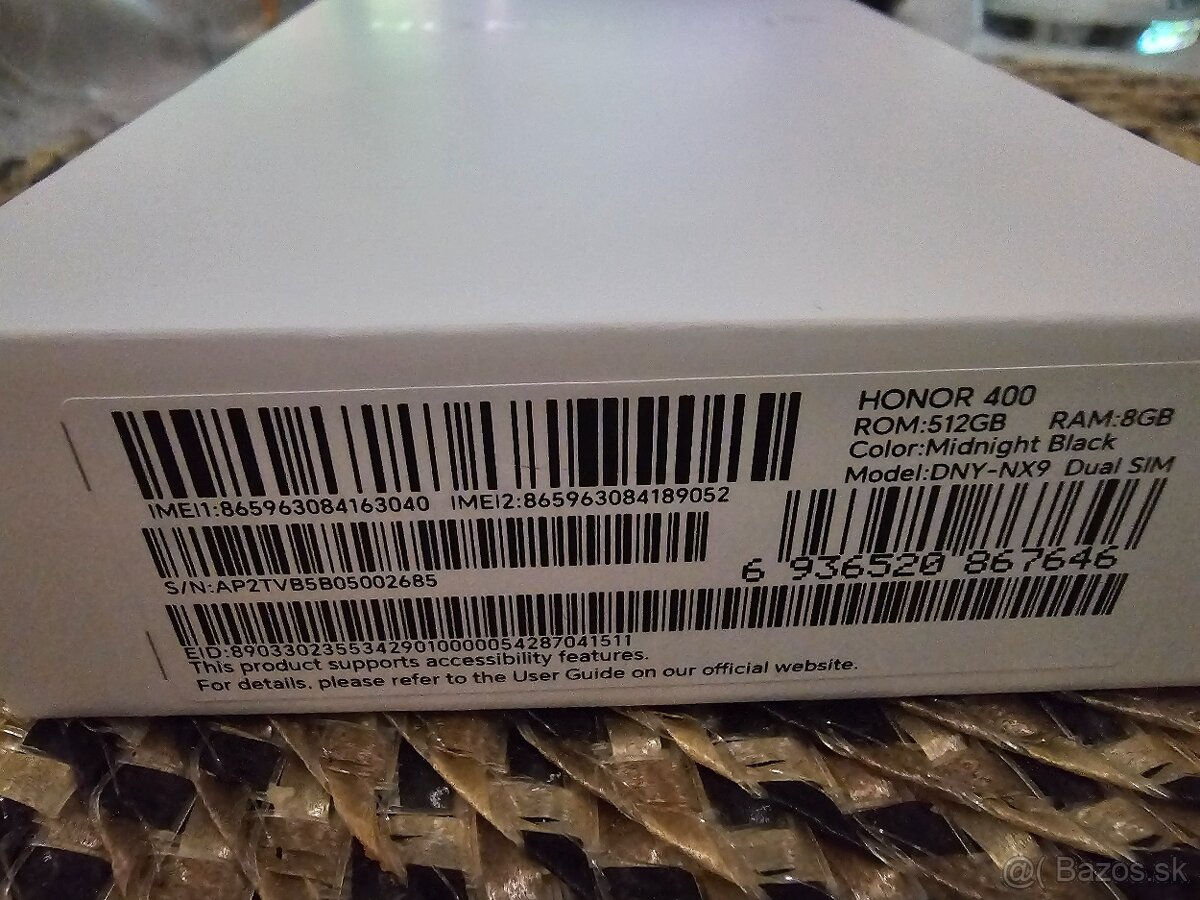 HONOR 400
ROM:512GB RAM:8GB
Color:Midnight Black
Model:DNY-NX9 Dual SIM
IMEI1:865963084163040 IMEI2:865963084189052
6 936520 867646
S/N:AP2TVB5B05002685
EID:89033023553429010000054287041511
This product supports accessibility features.
For details, please refer to the User Guide on our official website.
@( Bazos.sk